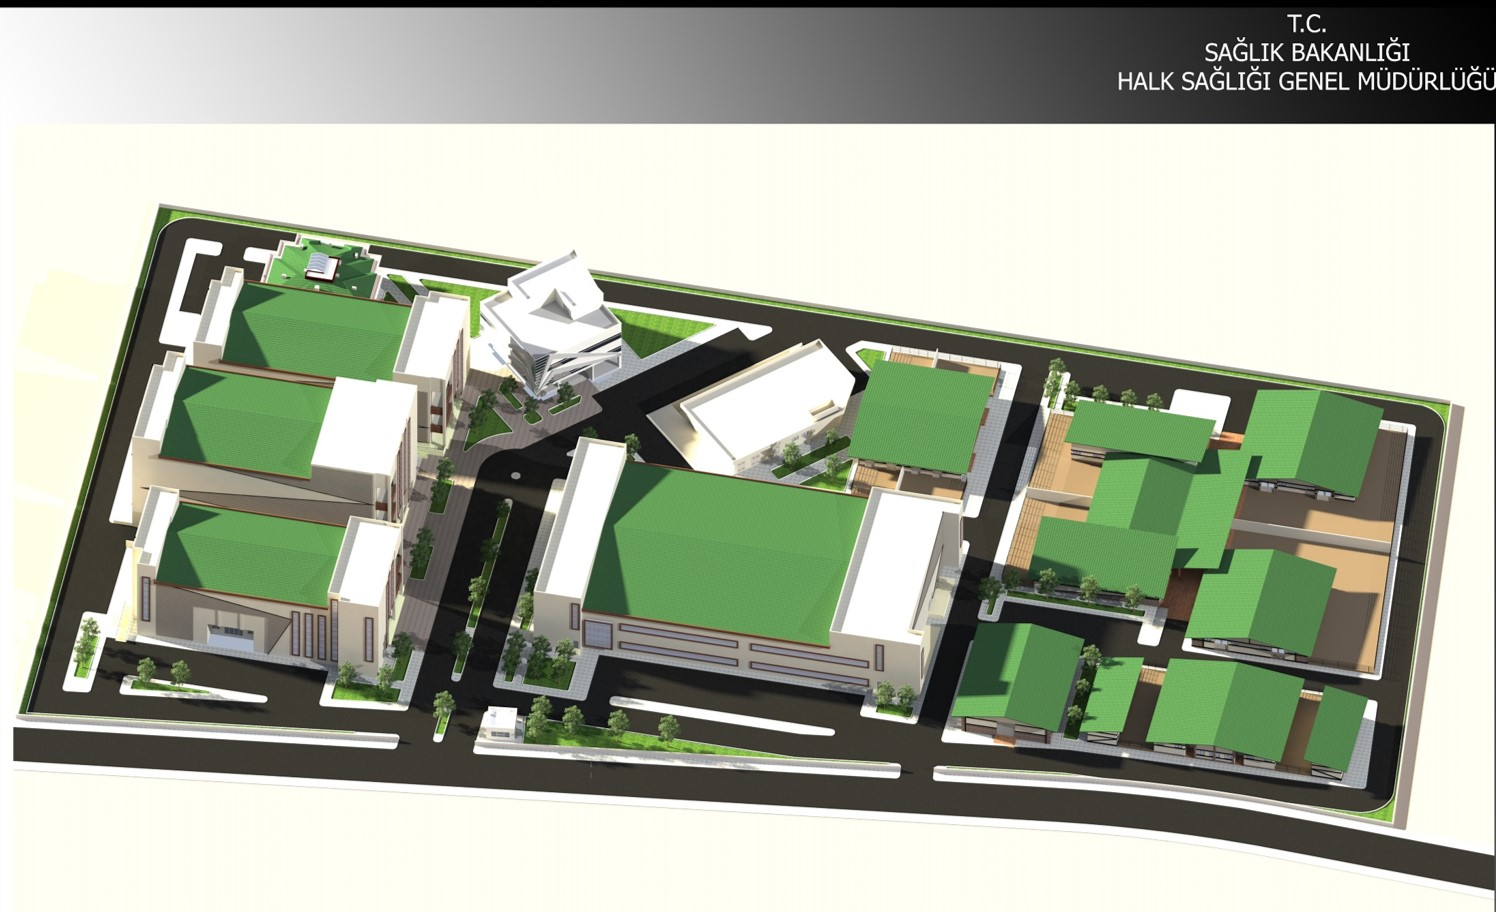 T.C.
SAĞLIK BAKANLIĞI
HALK SAĞLIĞI GENEL MÜDÜRLÜĞÜ